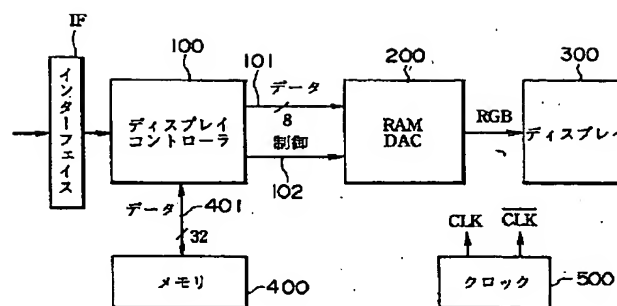 IF
インターフェイス
100
ディスプレイ
コントローラ
101
データ
8
制御
102
200
RAM
DAC
RGB
300
ディスプレイ
データ
401
32
メモリ
400
CLK
C̅L̅K̅
クロック
500